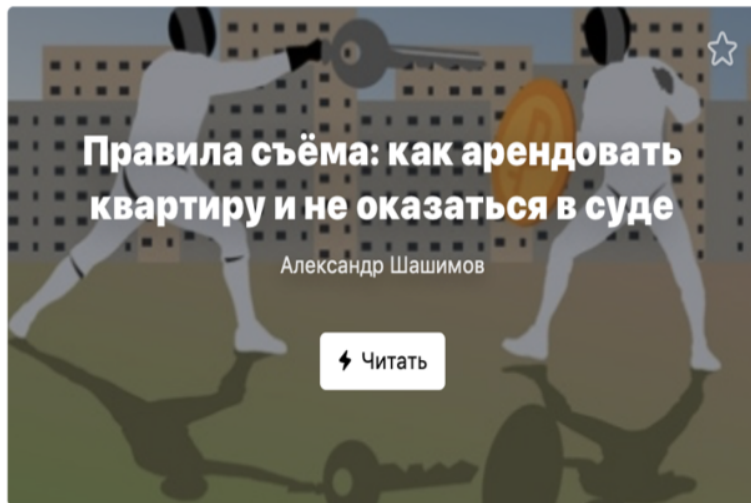 Правила съёма: как арендовать
квартиру и не оказаться в суде
Александр Шашимов
Читать